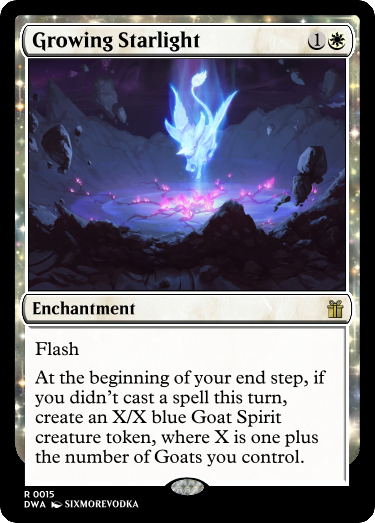 Growing Starlight 1
Enchantment
Flash
At the beginning of your end step, if
you didn't cast a spell this turn,
create an X/X blue Goat Spirit
creature token, where X is one plus
the number of Goats you control.
R 0015
DWA SIXMOREVODKA